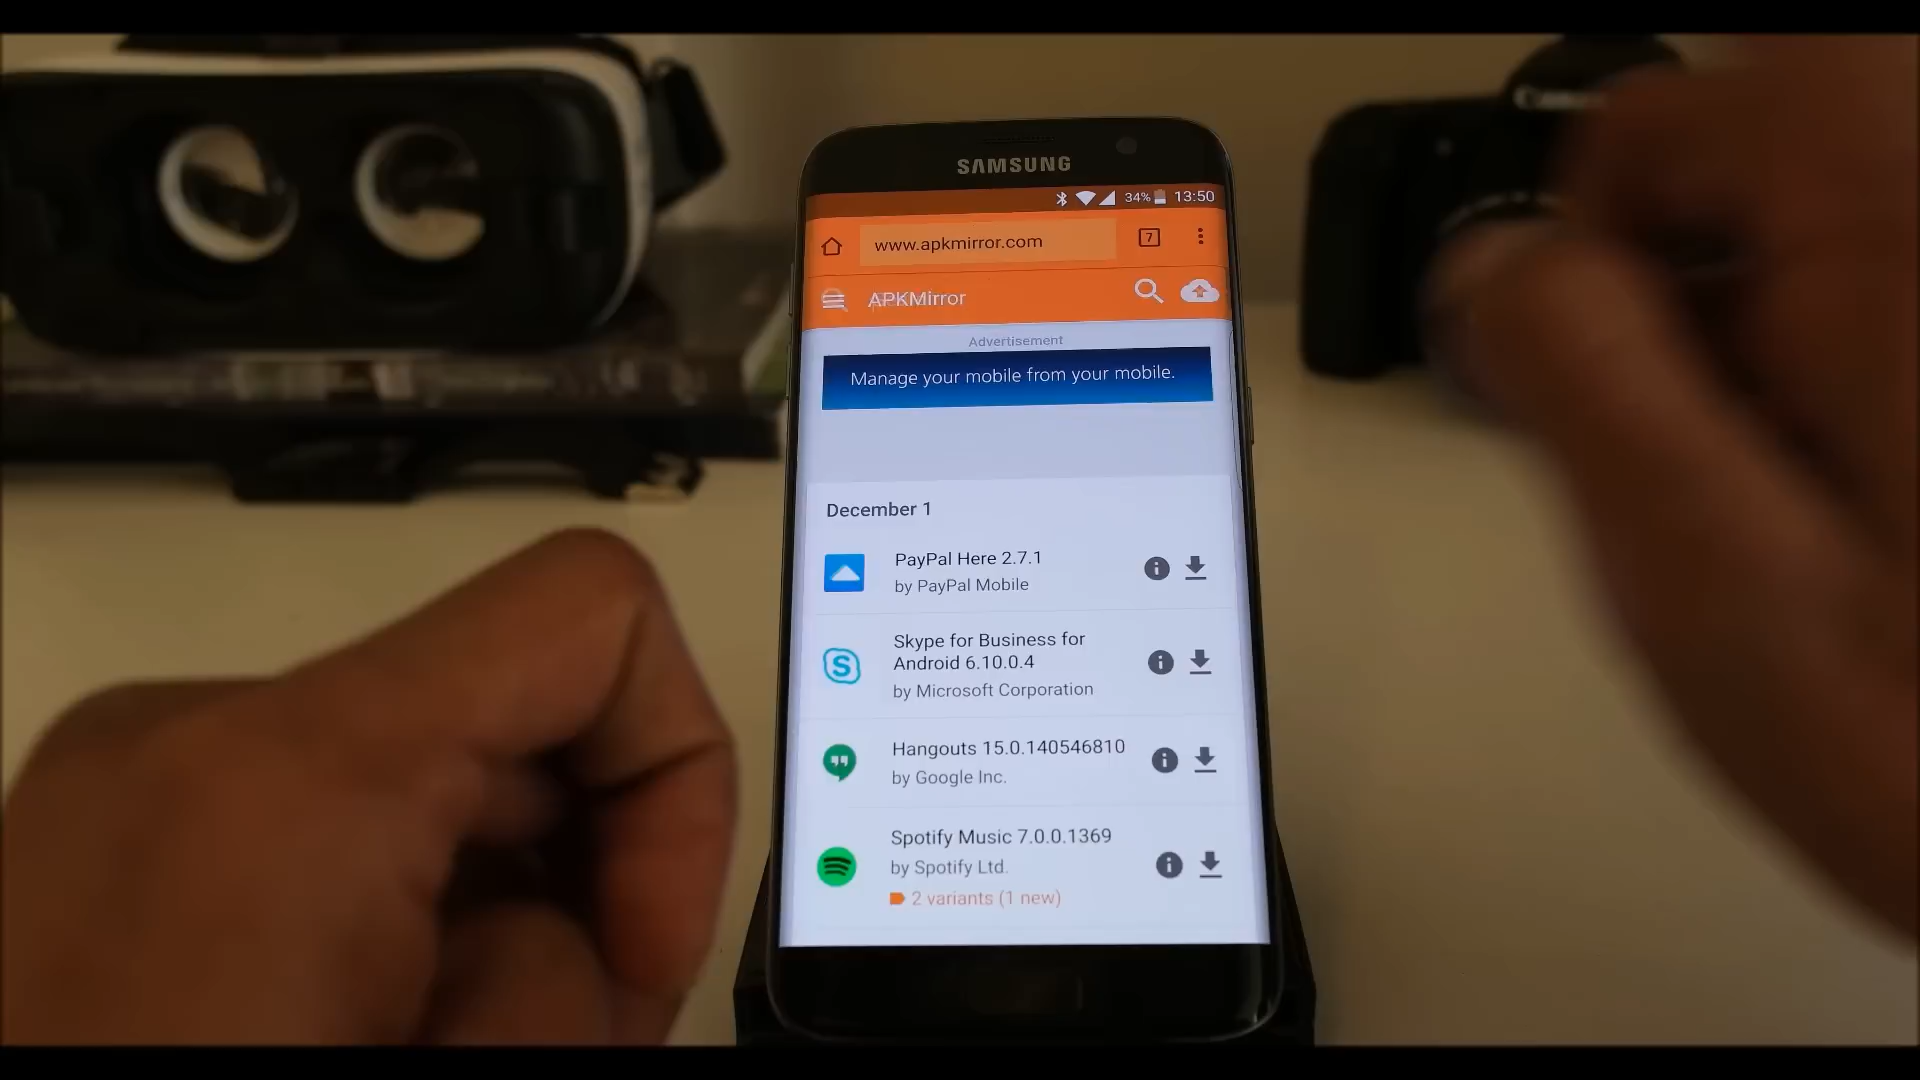 SAMSUNG
34% 13:50
www.apkmirror.com
7
APKMirror
Advertisement
Manage your mobile from your mobile.
December 1
PayPal Here 2.7.1
by PayPal Mobile
Skype for Business for
Android 6.10.0.4
by Microsoft Corporation
Hangouts 15.0.140546810
by Google Inc.
Spotify Music 7.0.0.1369
by Spotify Ltd.
2 variants (1 new)